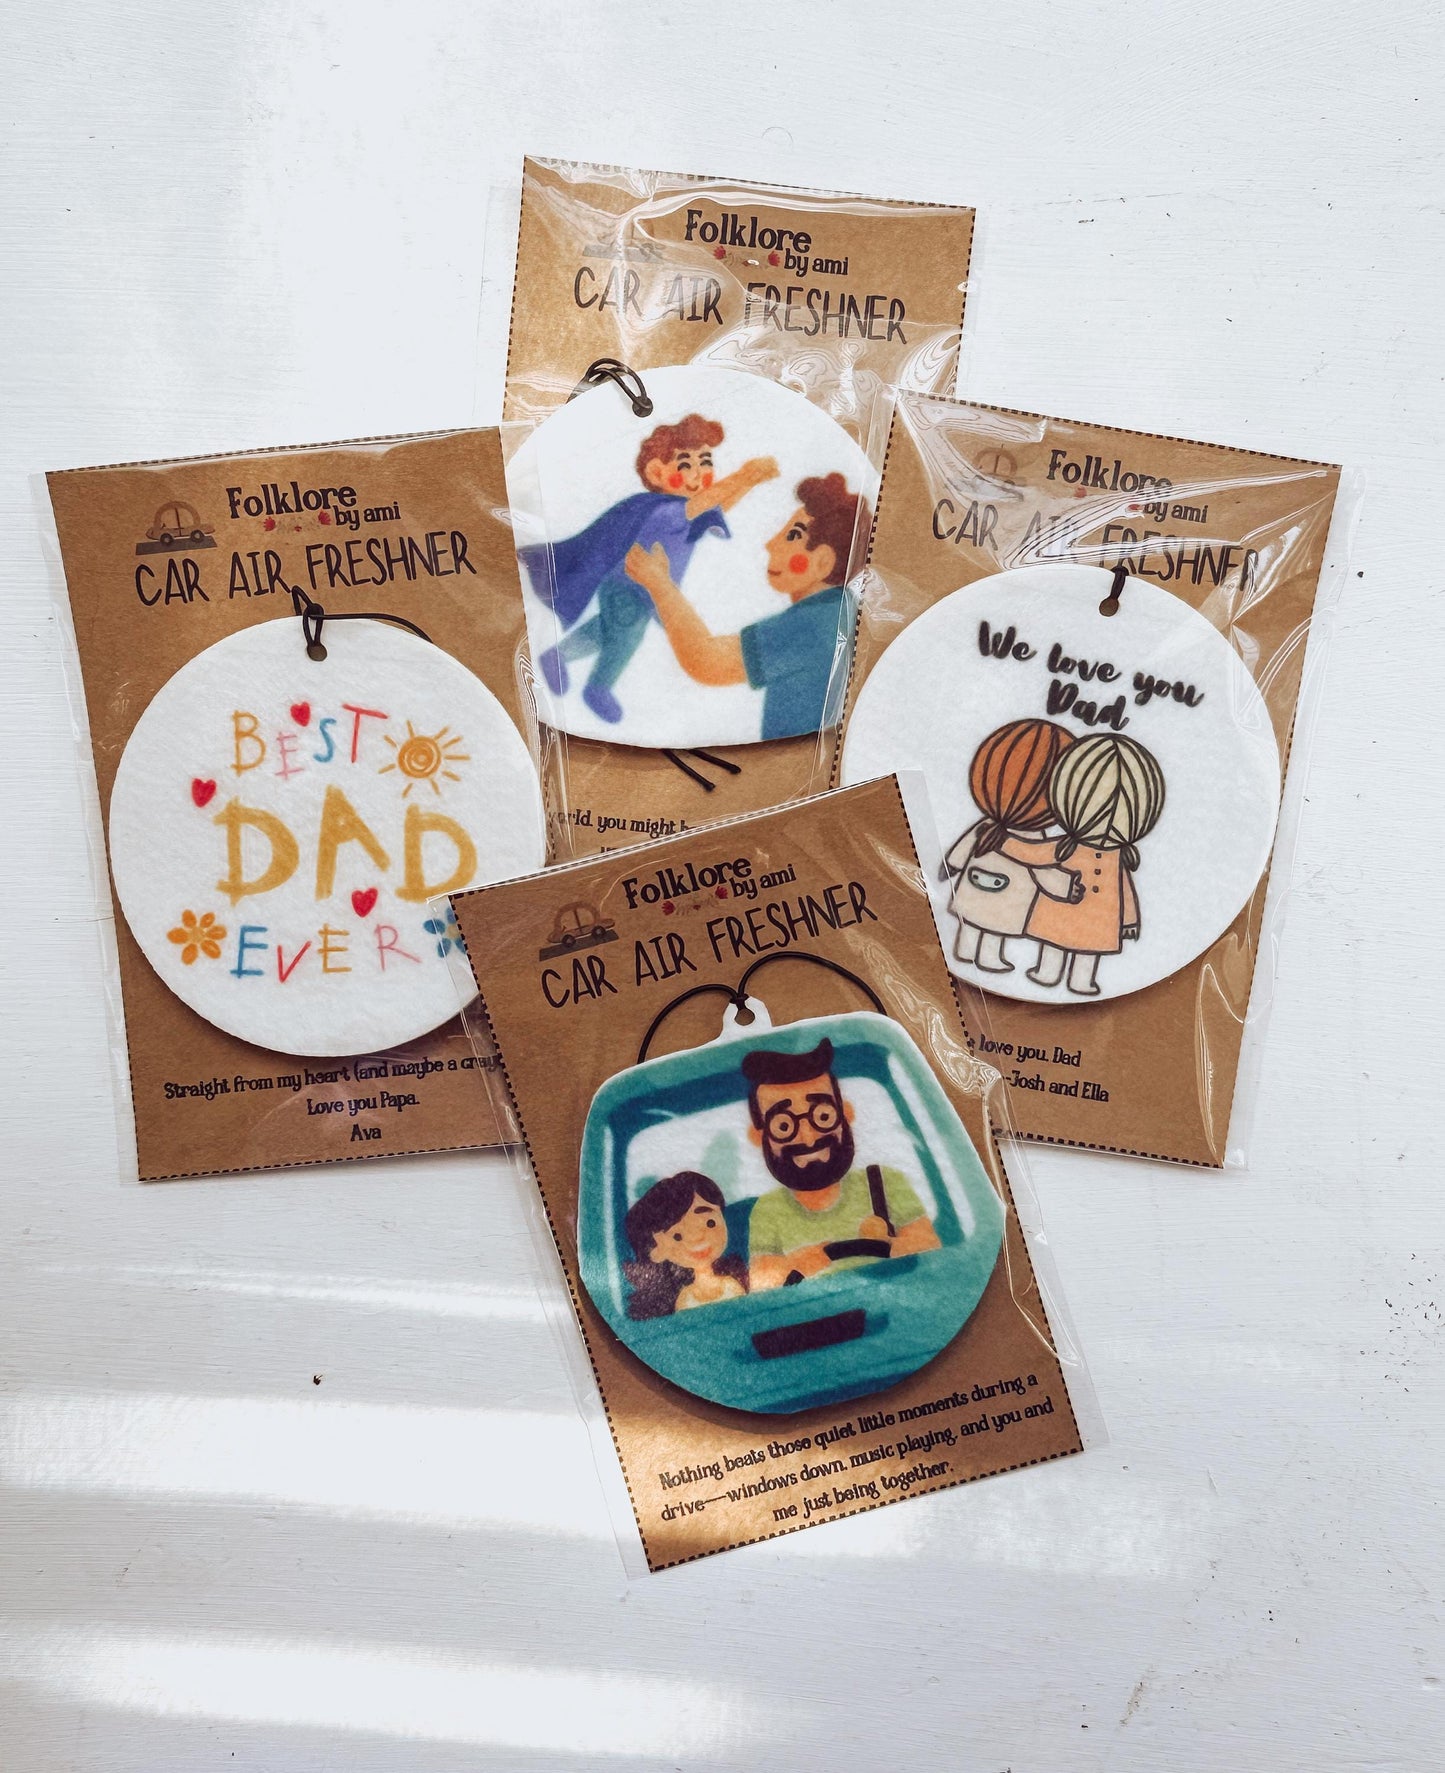 Folklore
by ami
CAR AIR FRESHNER
world, you might
Folklore
by ami
CAR AIR FRESHNER
BEST
DAD
EVER
Straight from my heart (and maybe a
Love you Papa.
Ava
Folklore
by ami
CAR AIR FRESHNER
We love you
Dad
love you, Dad
-Josh and Ella
Folklore
by ami
CAR AIR FRESHNER
Nothing beats those quiet little moments during a
drive—windows down, music playing, and you and
me just being together.